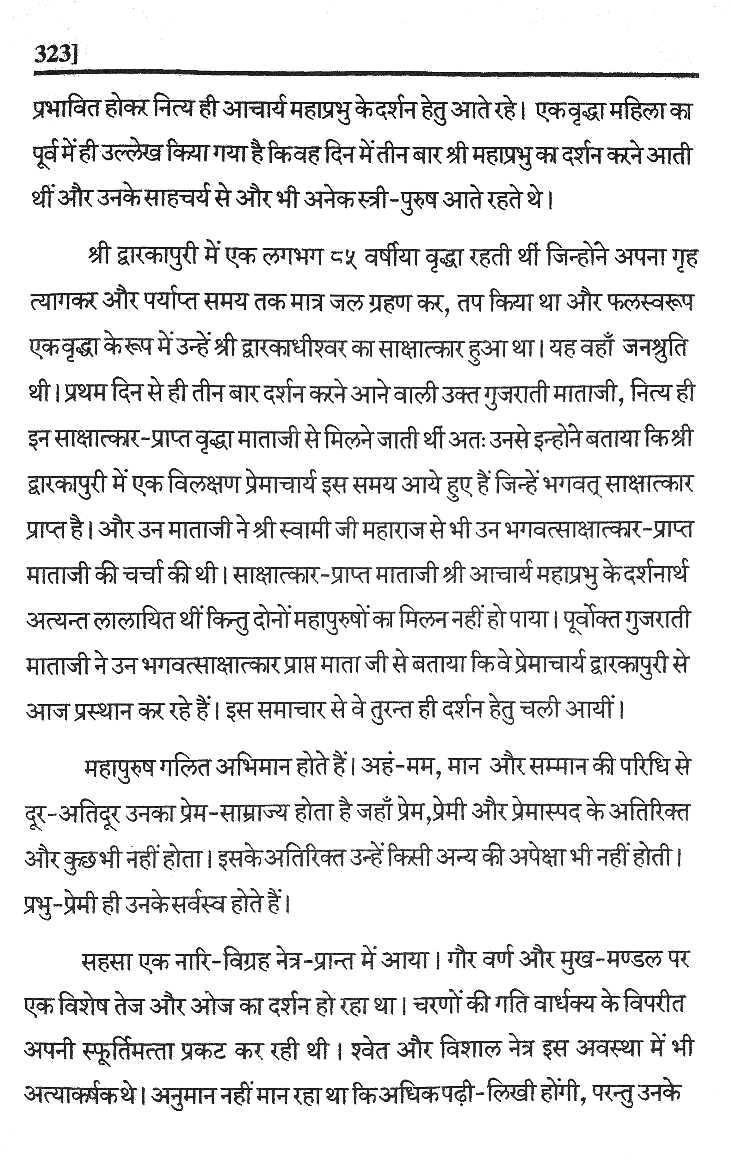 323]
प्रभावित होकर नित्य ही आचार्य महाप्रभु के दर्शन हेतु आते रहे। एक वृद्धा महिला का
पूर्व में ही उल्लेख किया गया है कि वह दिन में तीन बार श्री महाप्रभु का दर्शन करने आती
थीं और उनके साहचर्य से और भी अनेक स्त्री-पुरुष आते रहते थे।
श्री द्वारकापुरी में एक लगभग ८५ वर्षीया वृद्धा रहती थीं जिन्होंने अपना गृह
त्यागकर और पर्याप्त समय तक मात्र जल ग्रहण कर, तप किया था और फलस्वरूप
एक वृद्धा के रूप में उन्हें श्री द्वारकाधीश्वर का साक्षात्कार हुआ था। यह वहाँ जनश्रुति
थी। प्रथम दिन से ही तीन बार दर्शन करने आने वाली उक्त गुजराती माताजी, नित्य ही
इन साक्षात्कार-प्राप्त वृद्धा माताजी से मिलने जाती थीं अतः उनसे इन्होंने बताया कि श्री
द्वारकापुरी में एक विलक्षण प्रेमाचार्य इस समय आये हुए हैं जिन्हें भगवत् साक्षात्कार
प्राप्त है। और उन माताजी ने श्री स्वामी जी महाराज से भी उन भगवत्साक्षात्कार-प्राप्त
माताजी की चर्चा की थी। साक्षात्कार-प्राप्त माताजी श्री आचार्य महाप्रभु के दर्शनार्थ
अत्यन्त लालायित थीं किन्तु दोनों महापुरुषों का मिलन नहीं हो पाया। पूर्वोक्त गुजराती
माताजी ने उन भगवत्साक्षात्कार प्राप्त माता जी से बताया कि वे प्रेमाचार्य द्वारकापुरी से
आज प्रस्थान कर रहे हैं। इस समाचार से वे तुरन्त ही दर्शन हेतु चली आयीं।
महापुरुष गलित अभिमान होते हैं। अहं-मम, मान और सम्मान की परिधि से
दूर-अतिदूर उनका प्रेम-साम्राज्य होता है जहाँ प्रेम,प्रेमी और प्रेमास्पद के अतिरिक्त
और कुछ भी नहीं होता। इसके अतिरिक्त उन्हें किसी अन्य की अपेक्षा भी नहीं होती।
प्रभु-प्रेमी ही उनके सर्वस्व होते हैं।
सहसा एक नारि-विग्रह नेत्र-प्रान्त में आया। गौर वर्ण और मुख-मण्डल पर
एक विशेष तेज और ओज का दर्शन हो रहा था। चरणों की गति वार्धक्य के विपरीत
अपनी स्फूर्तिमत्ता प्रकट कर रही थी। श्वेत और विशाल नेत्र इस अवस्था में भी
अत्याकर्षक थे। अनुमान नहीं मान रहा था कि अधिक पढ़ी-लिखी होंगी, परन्तु उनके